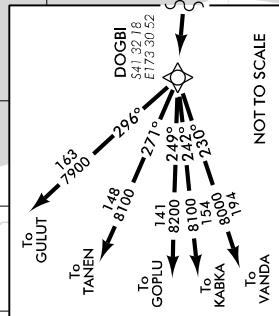 DOGBI
S41 32 18
E173 30 52
NOT TO SCALE
296°
163
7900
To
GULUT
271°
148
8100
To
TANEN
249°
141
8200
To
GOPLU
242°
8100
154
To
KABKA
230°
8000
194
To
VANDA